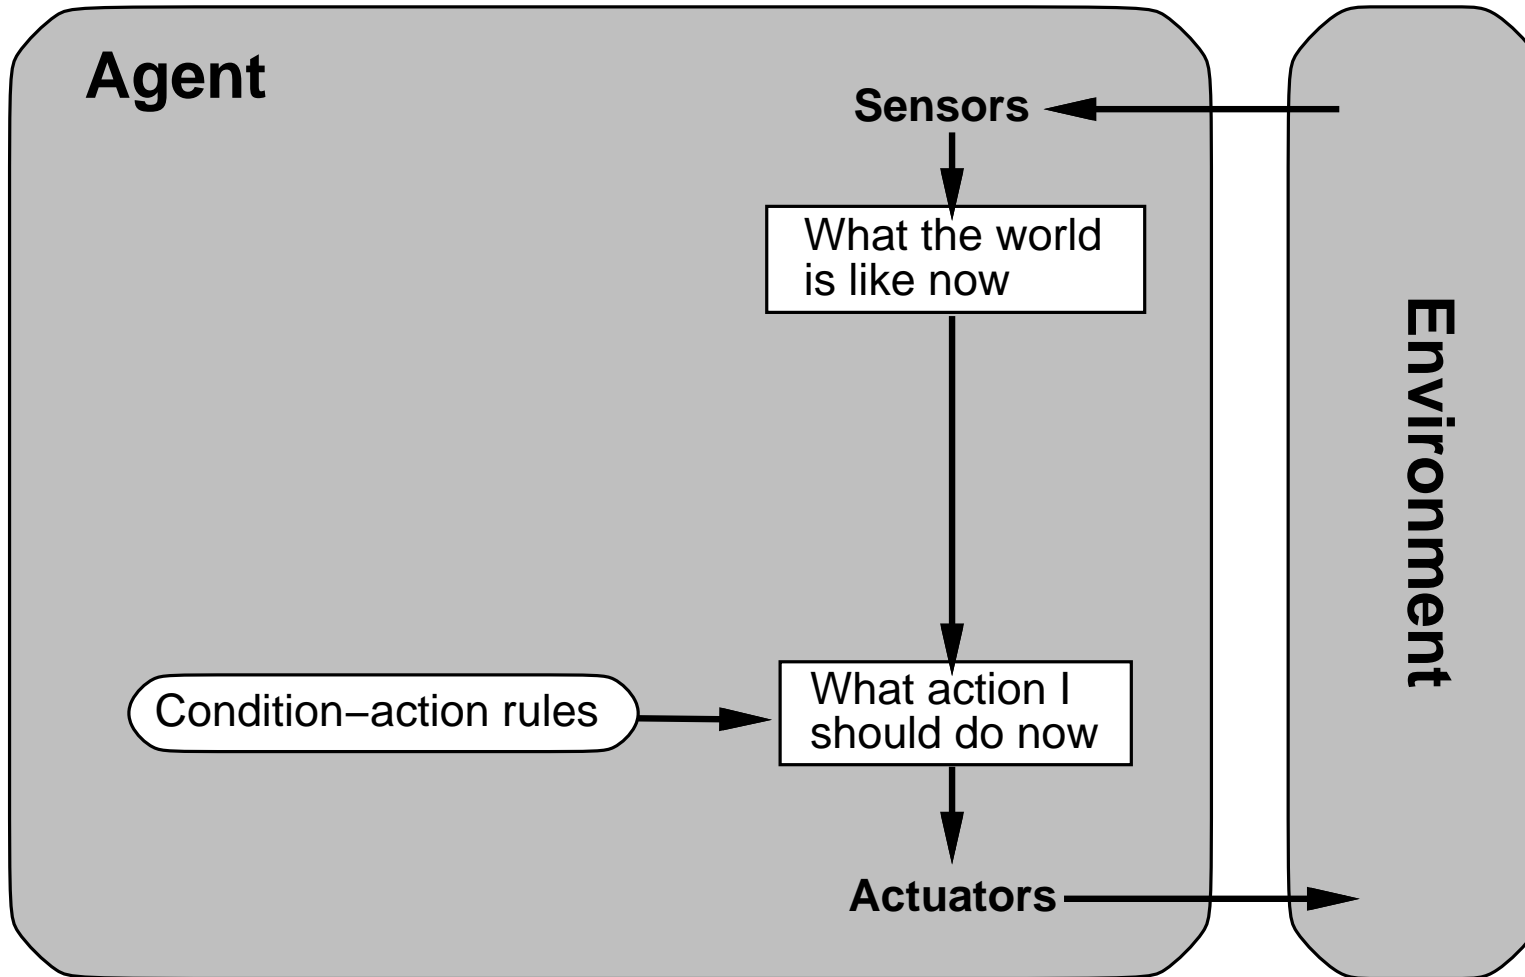 Agent
Sensors
What the world
is like now
Environment
Condition–action rules
What action I
should do now
Actuators